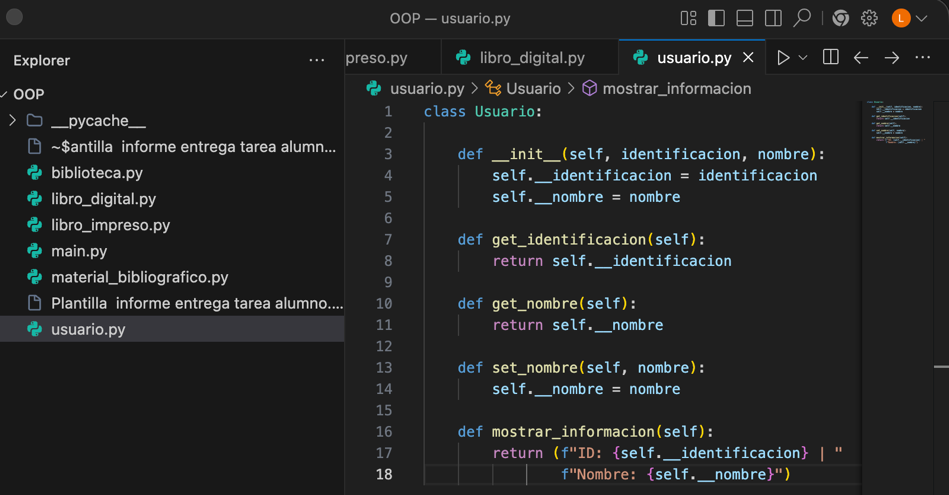 OOP — usuario.py
L
Explorer
OOP
__pycache__
~$antilla  informe entrega tarea alumn...
biblioteca.py
libro_digital.py
libro_impreso.py
main.py
material_bibliografico.py
Plantilla  informe entrega tarea alumno....
usuario.py
preso.py
libro_digital.py
usuario.py
usuario.py > Usuario > mostrar_informacion
1 class Usuario:
2
3     def __init__(self, identificacion, nombre):
4         self.__identificacion = identificacion
5         self.__nombre = nombre
6
7     def get_identificacion(self):
8         return self.__identificacion
9
10     def get_nombre(self):
11         return self.__nombre
12
13     def set_nombre(self, nombre):
14         self.__nombre = nombre
15
16     def mostrar_informacion(self):
17         return (f"ID: {self.__identificacion} | "
18                 f"Nombre: {self.__nombre}")